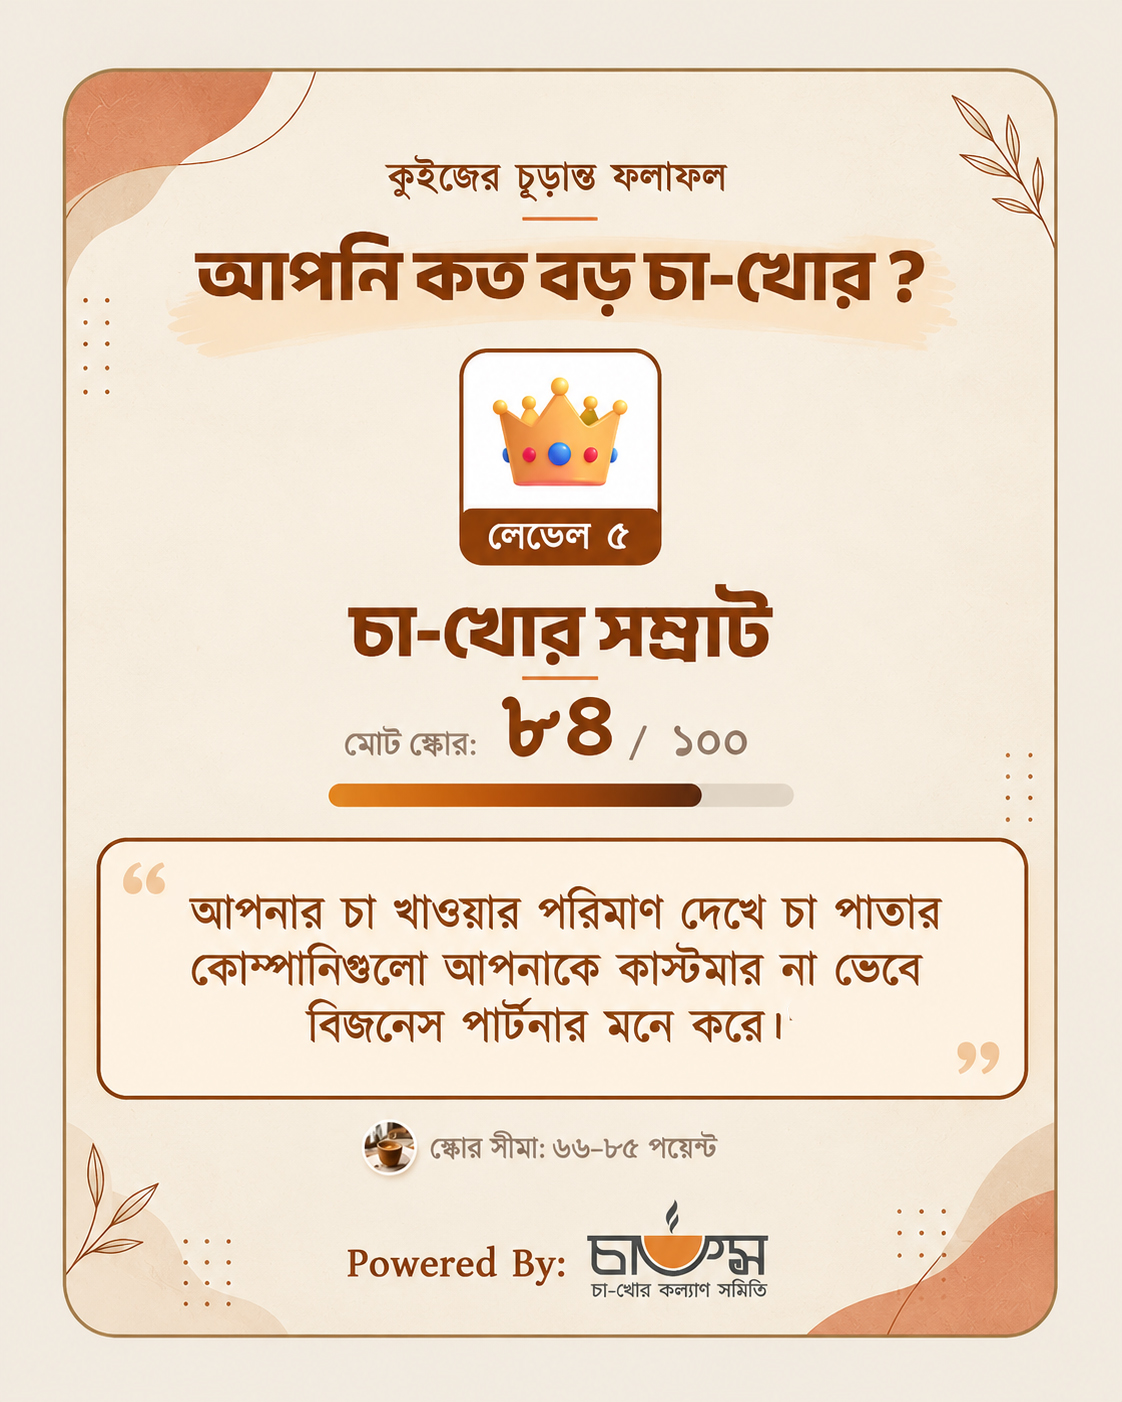 কুইজের চূড়ান্ত ফলাফল
আপনি কত বড় চা-খোর ?
লেভেল ৫
চা-খোর সম্রাট
মোট স্কোর: ৮৪ / ১০০
“আপনার চা খাওয়ার পরিমাণ দেখে চা পাতার
কোম্পানিগুলো আপনাকে কাস্টমার না ভেবে
বিজনেস পার্টনার মনে করে।”
স্কোর সীমা: ৬৬–৮৫ পয়েন্ট
Powered By: চাখকস
চা-খোর কল্যাণ সমিতি